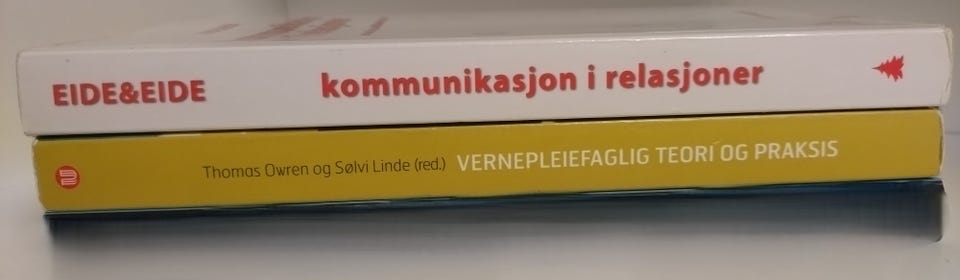 EIDE&EIDE kommunikasjon i relasjoner
Thomas Owren og Sølvi Linde (red.) VERNEPLEIEFAGLIG TEORI OG PRAKSIS